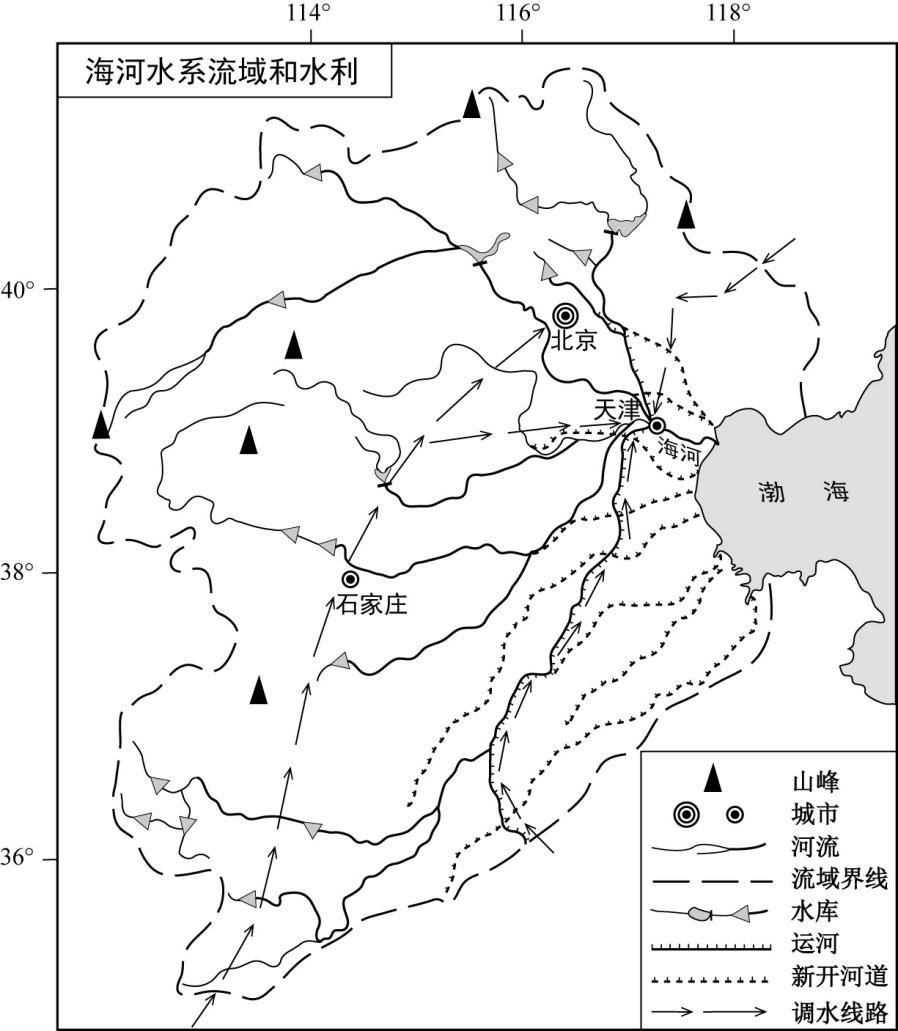 114° 116° 118°
海河水系流域和水利
40°
北京
天津
海河
渤海
38°
石家庄
36°
山峰
城市
河流
流域界线
水库
运河
新开河道
调水线路